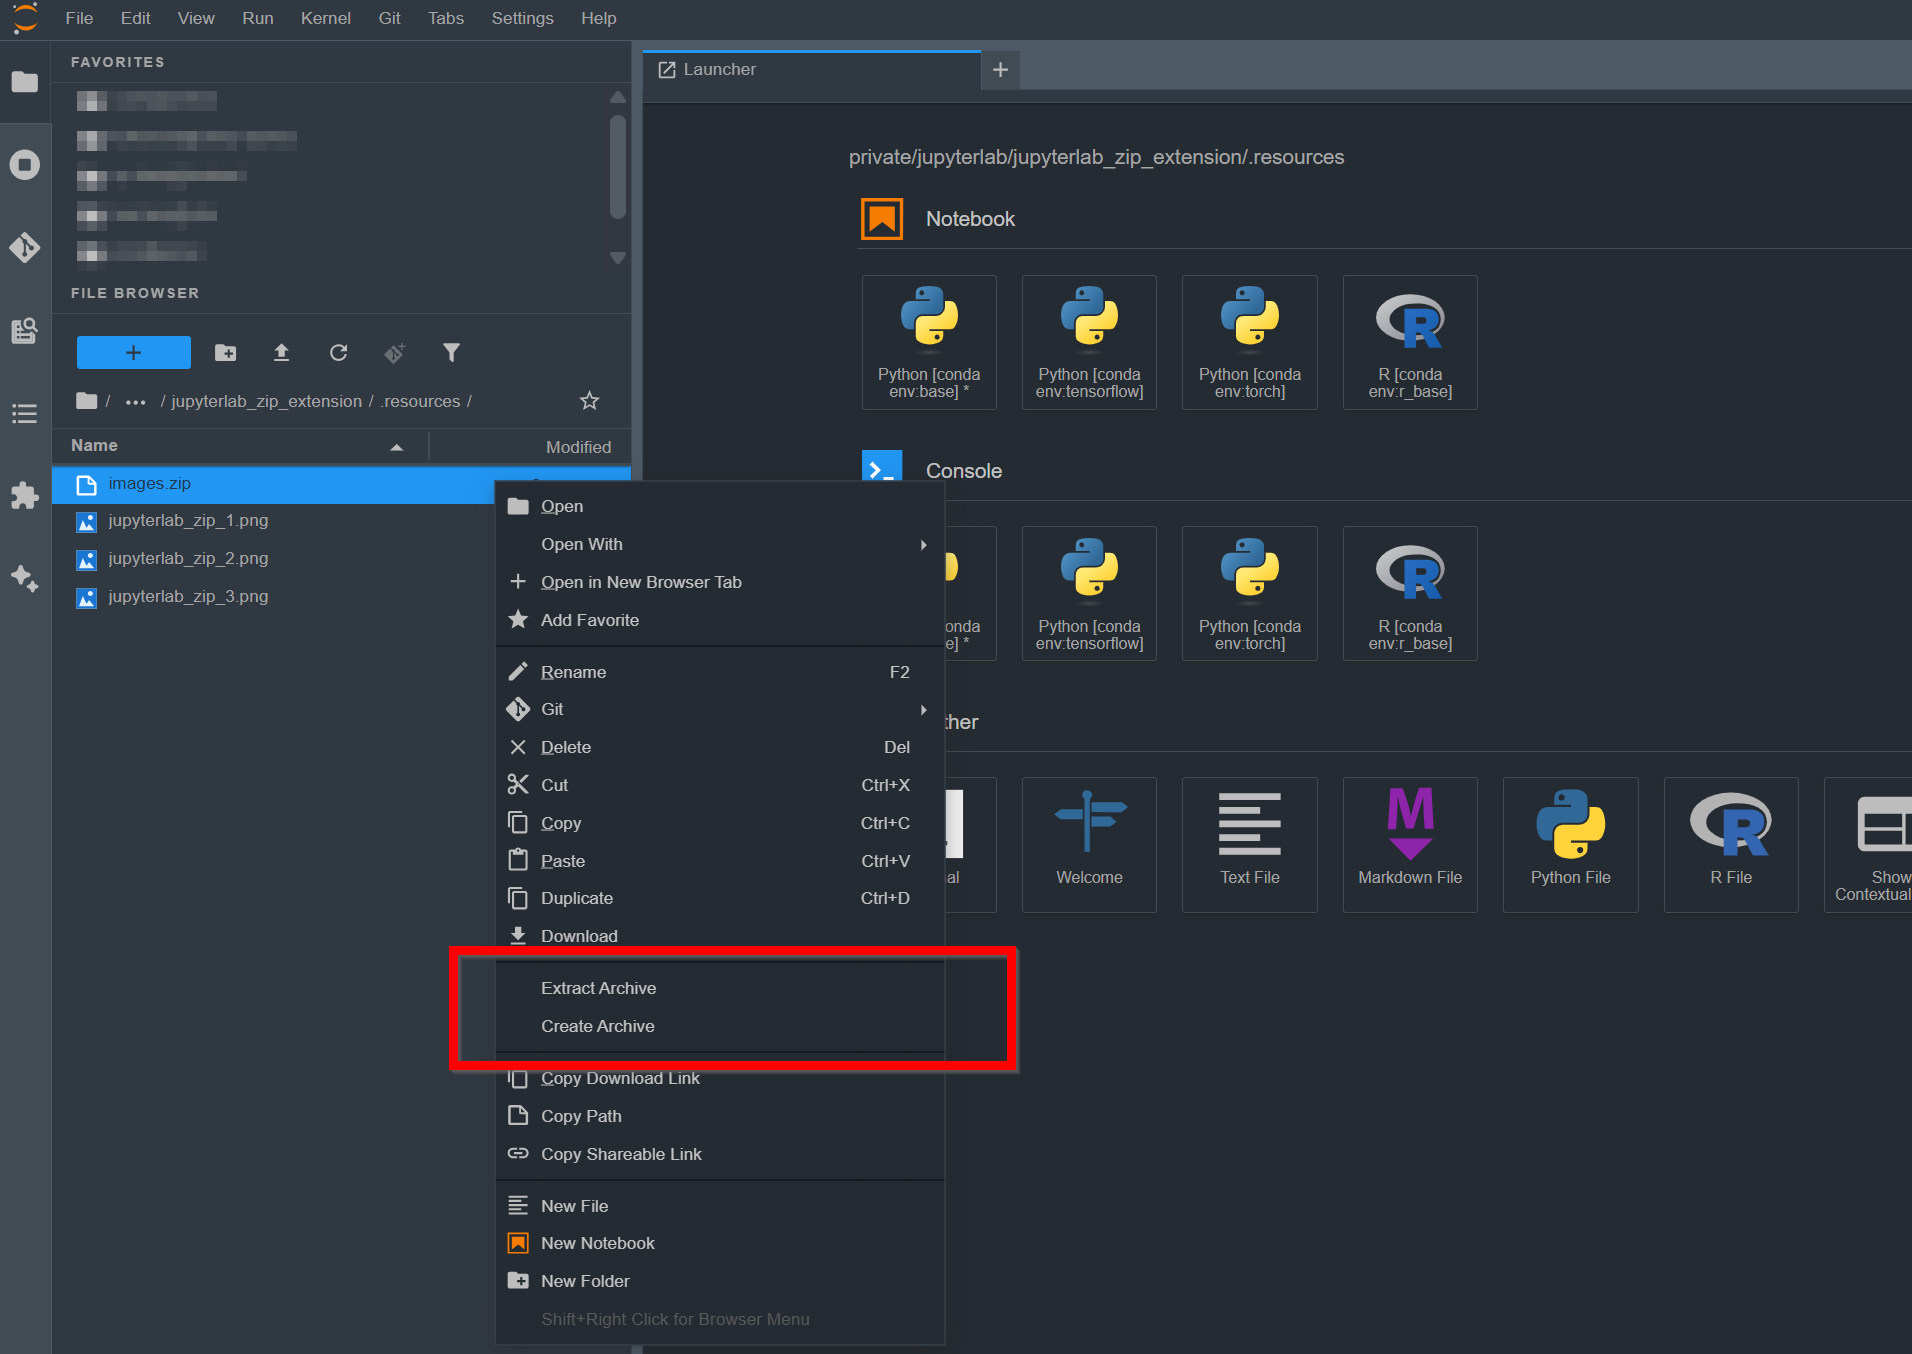 File Edit View Run Kernel Git Tabs Settings Help
FAVORITES
Launcher
private/jupyterlab/jupyterlab_zip_extension/.resources
Notebook
Python [conda env:base] *
Python [conda env:tensorflow]
Python [conda env:torch]
R [conda env:r_base]
FILE BROWSER
/ ... / jupyterlab_zip_extension / .resources /
Name Modified
images.zip
jupyterlab_zip_1.png
jupyterlab_zip_2.png
jupyterlab_zip_3.png
Open
Open With
Open in New Browser Tab
Add Favorite
Rename F2
Git
Delete Del
Cut Ctrl+X
Copy Ctrl+C
Paste Ctrl+V
Duplicate Ctrl+D
Download
Extract Archive
Create Archive
Copy Download Link
Copy Path
Copy Shareable Link
New File
New Notebook
New Folder
Shift+Right Click for Browser Menu
Console
onda
e] *
Python [conda env:tensorflow]
Python [conda env:torch]
R [conda env:r_base]
ther
al
Welcome
Text File
Markdown File
Python File
R File
Show
Contextual